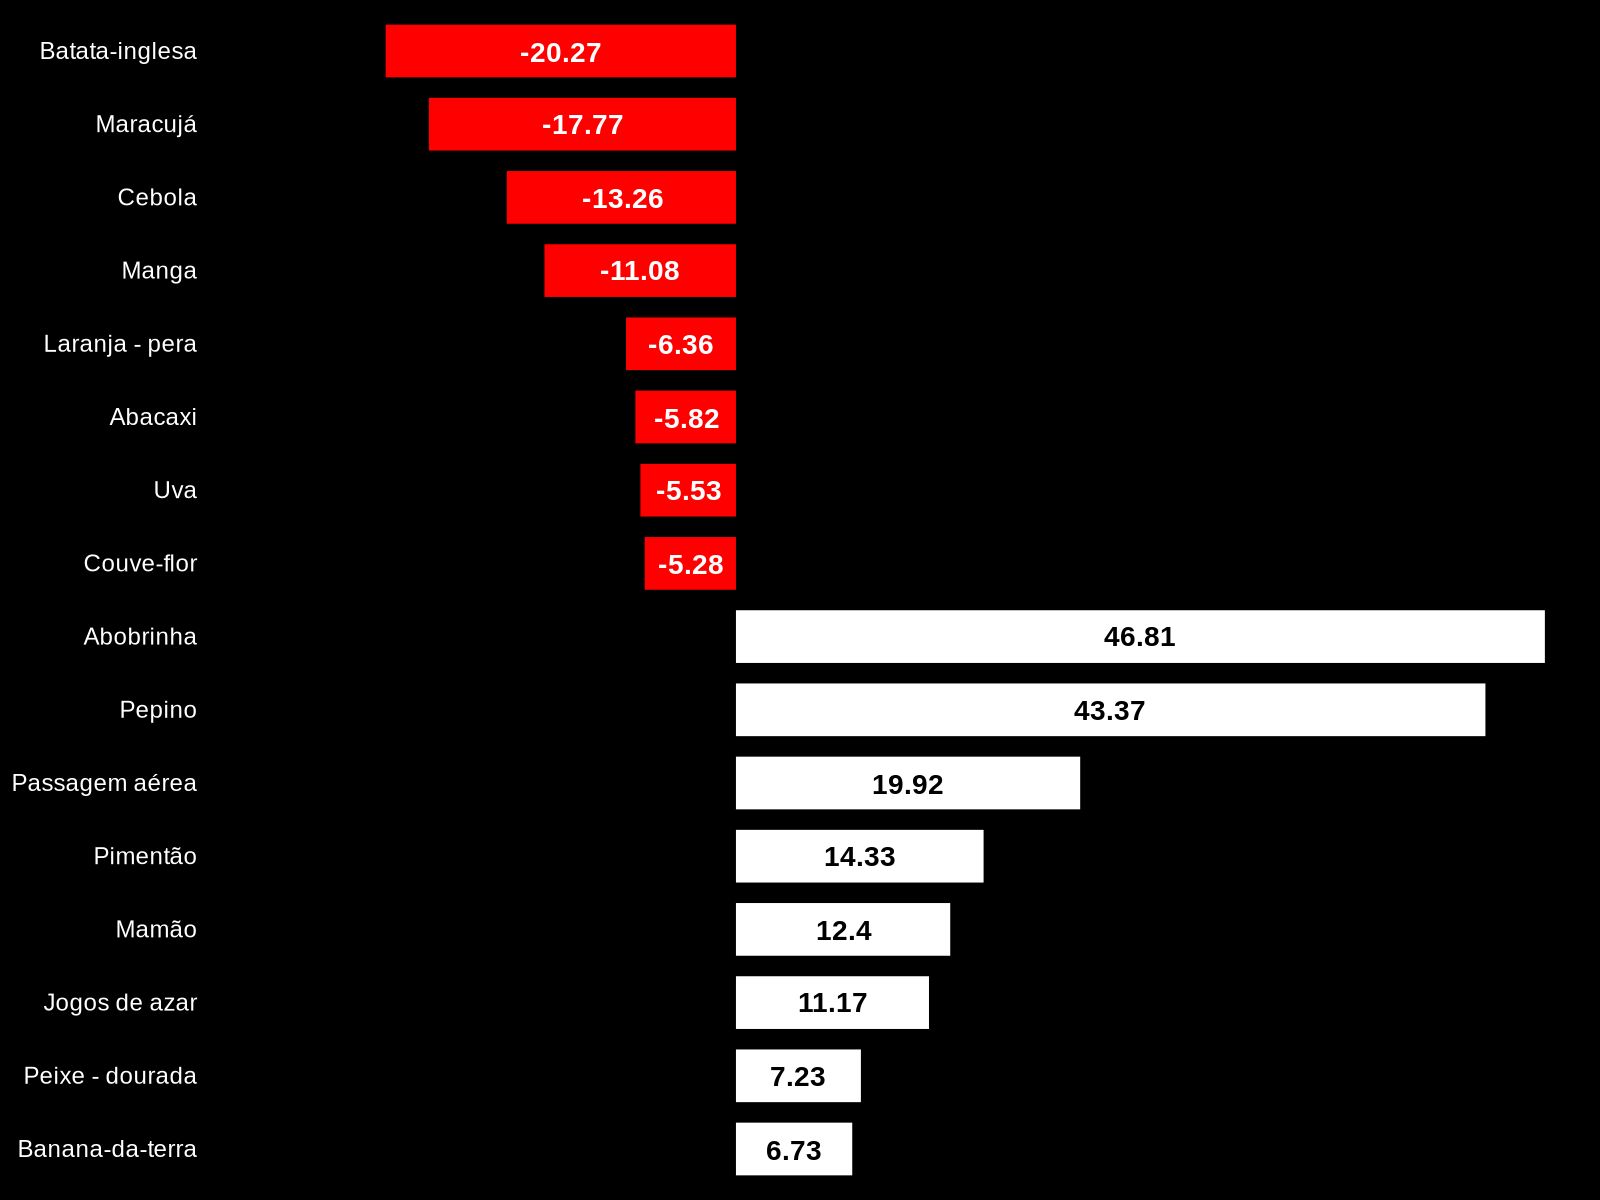 Batata-inglesa -20.27
Maracujá -17.77
Cebola -13.26
Manga -11.08
Laranja - pera -6.36
Abacaxi -5.82
Uva -5.53
Couve-flor -5.28
Abobrinha 46.81
Pepino 43.37
Passagem aérea 19.92
Pimentão 14.33
Mamão 12.4
Jogos de azar 11.17
Peixe - dourada 7.23
Banana-da-terra 6.73